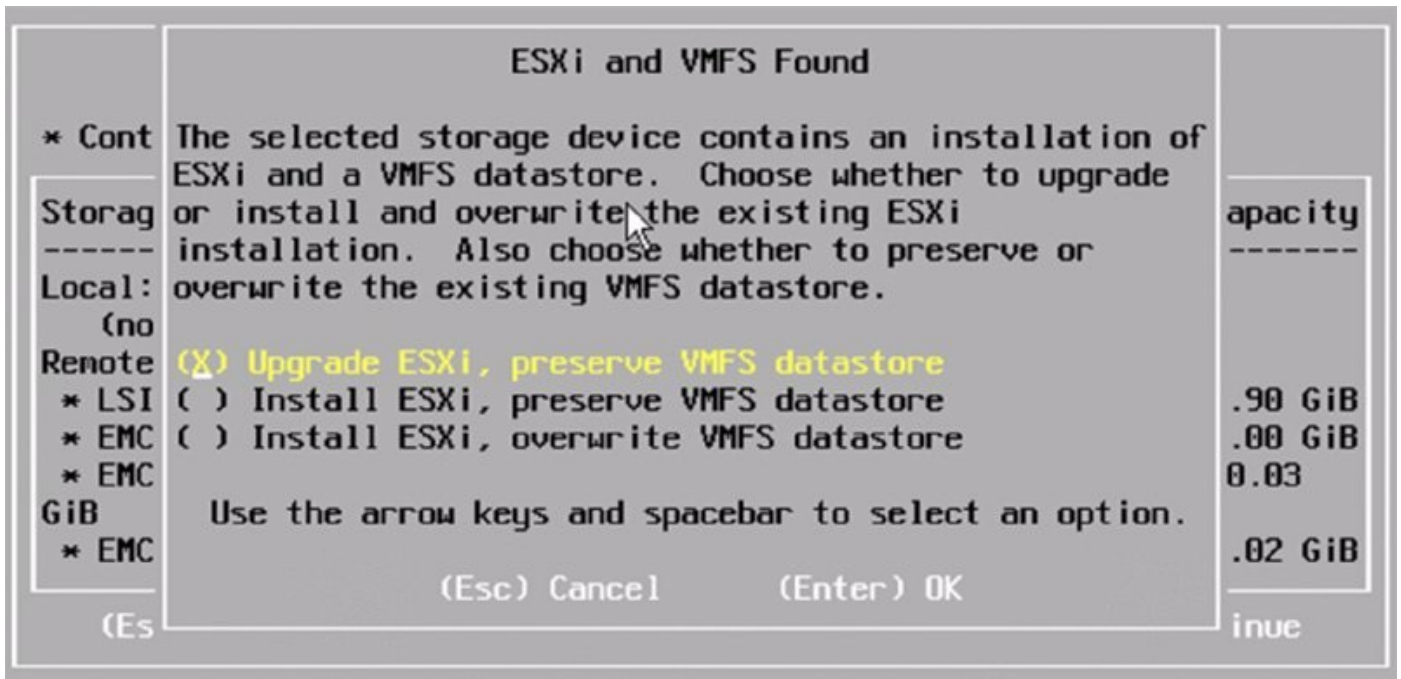 ESXi and VMFS Found
* Cont
The selected storage device contains an installation of
ESXi and a VMFS datastore.  Choose whether to upgrade
Storag
or install and overwrite the existing ESXi
apacity
------
installation.  Also choose whether to preserve or
-------
Local:
overwrite the existing VMFS datastore.
(no
Remote
(X) Upgrade ESXi, preserve VMFS datastore
* LSI
( ) Install ESXi, preserve VMFS datastore
.90 GiB
* EMC
( ) Install ESXi, overwrite VMFS datastore
.00 GiB
* EMC
0.03
GiB
Use the arrow keys and spacebar to select an option.
* EMC
.02 GiB
(Esc) Cancel
(Enter) OK
(Es
inue